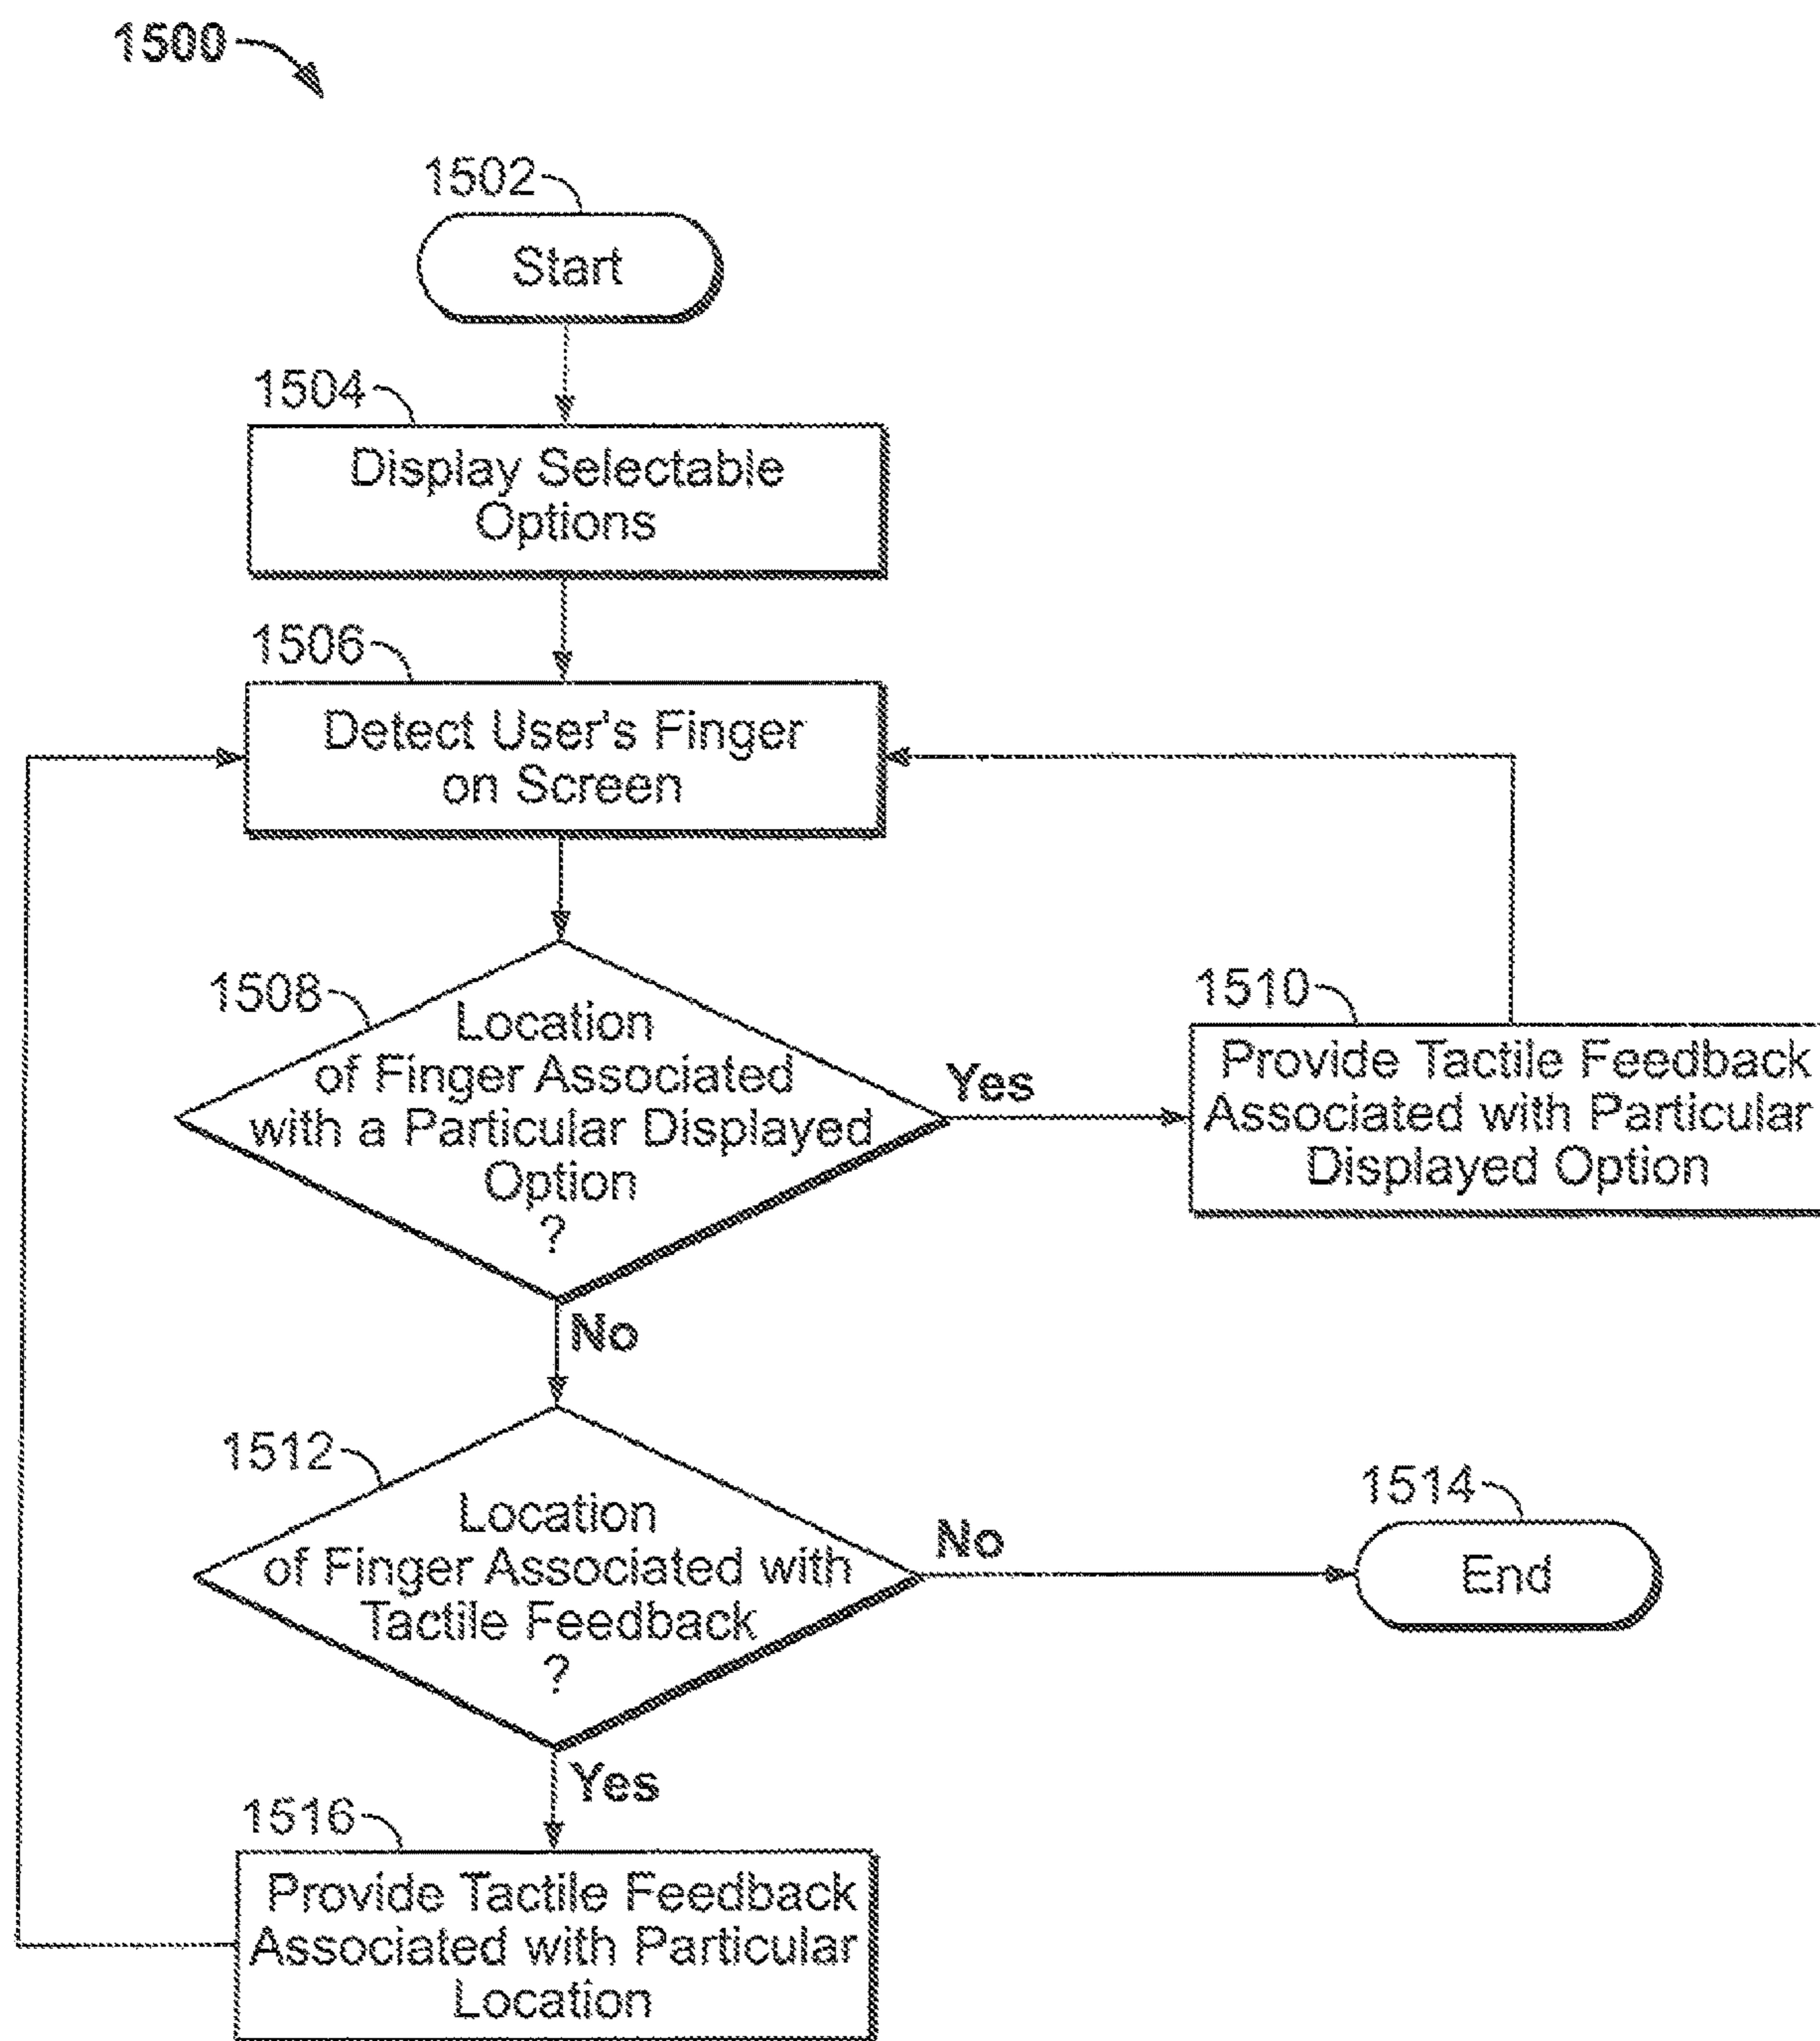 1500
1502
Start
1504
Display Selectable
Options
1506
Detect User's Finger
on Screen
1508
Location
of Finger Associated
with a Particular Displayed
Option
?
Yes
1510
Provide Tactile Feedback
Associated with Particular
Displayed Option
No
1512
Location
of Finger Associated with
Tactile Feedback
?
No
1514
End
Yes
1516
Provide Tactile Feedback
Associated with Particular
Location